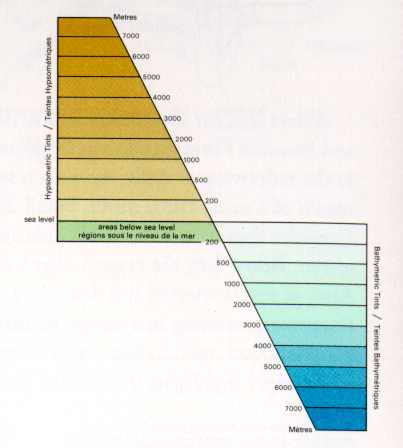 Metres
7000
6000
5000
4000
3000
2000
1000
500
200
Hypsometric Tints / Teintes Hypsométriques
sea level
areas below sea level
régions sous le niveau de la mer
200
500
1000
2000
3000
4000
5000
6000
7000
Mètres
Bathymetric Tints / Teintes Bathymétriques